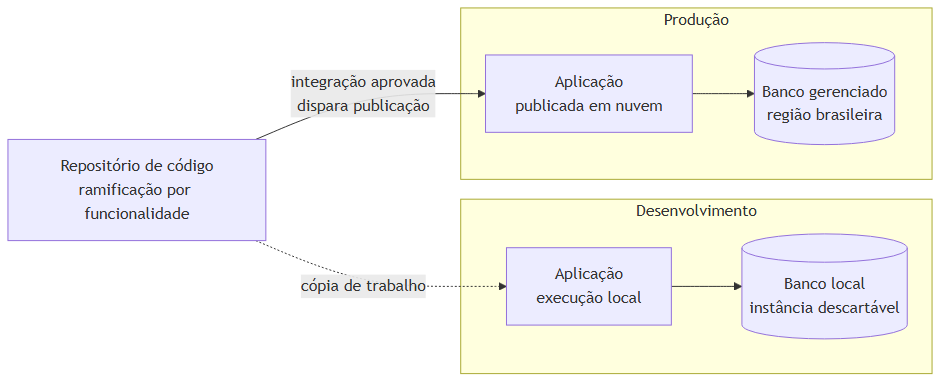 Produção
integração aprovada
dispara publicação
Aplicação
publicada em nuvem
Banco gerenciado
região brasileira
Repositório de código
ramificação por
funcionalidade
Desenvolvimento
cópia de trabalho
Aplicação
execução local
Banco local
instância descartável